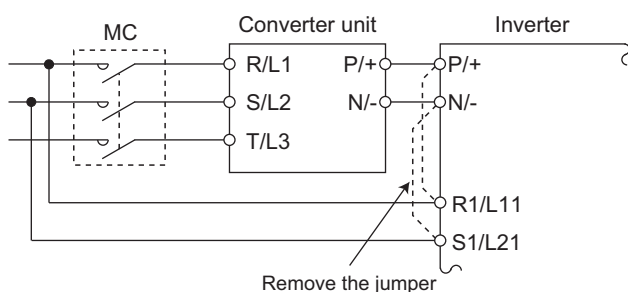 MC
Converter unit
Inverter
R/L1
P/+
P/+
S/L2
N/-
N/-
T/L3
R1/L11
S1/L21
Remove the jumper